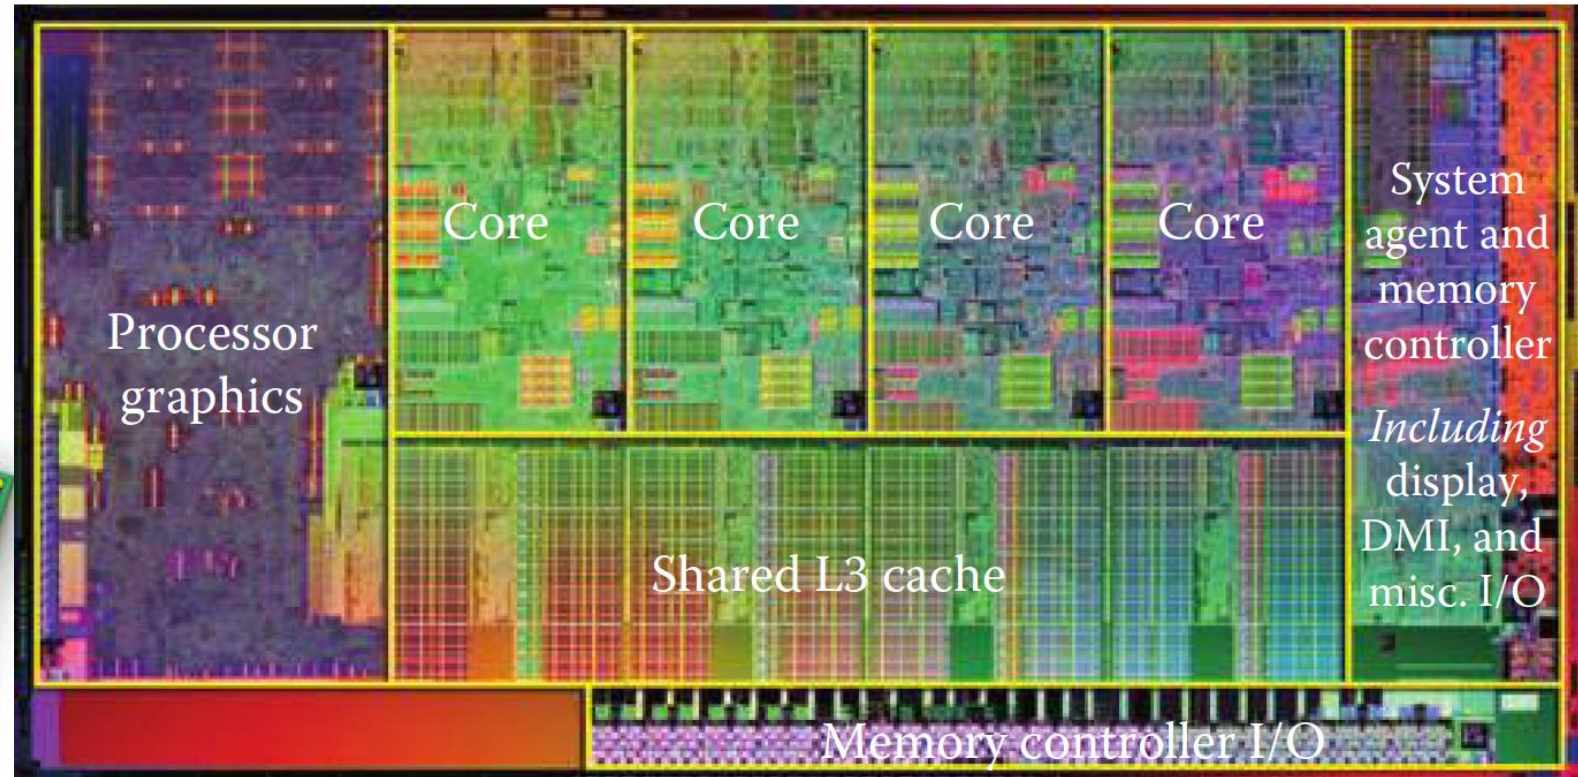 Processor
graphics
Core
Core
Core
Core
System
agent and
memory
controller
Including
display,
DMI, and
misc. I/O
Shared L3 cache
Memory controller I/O